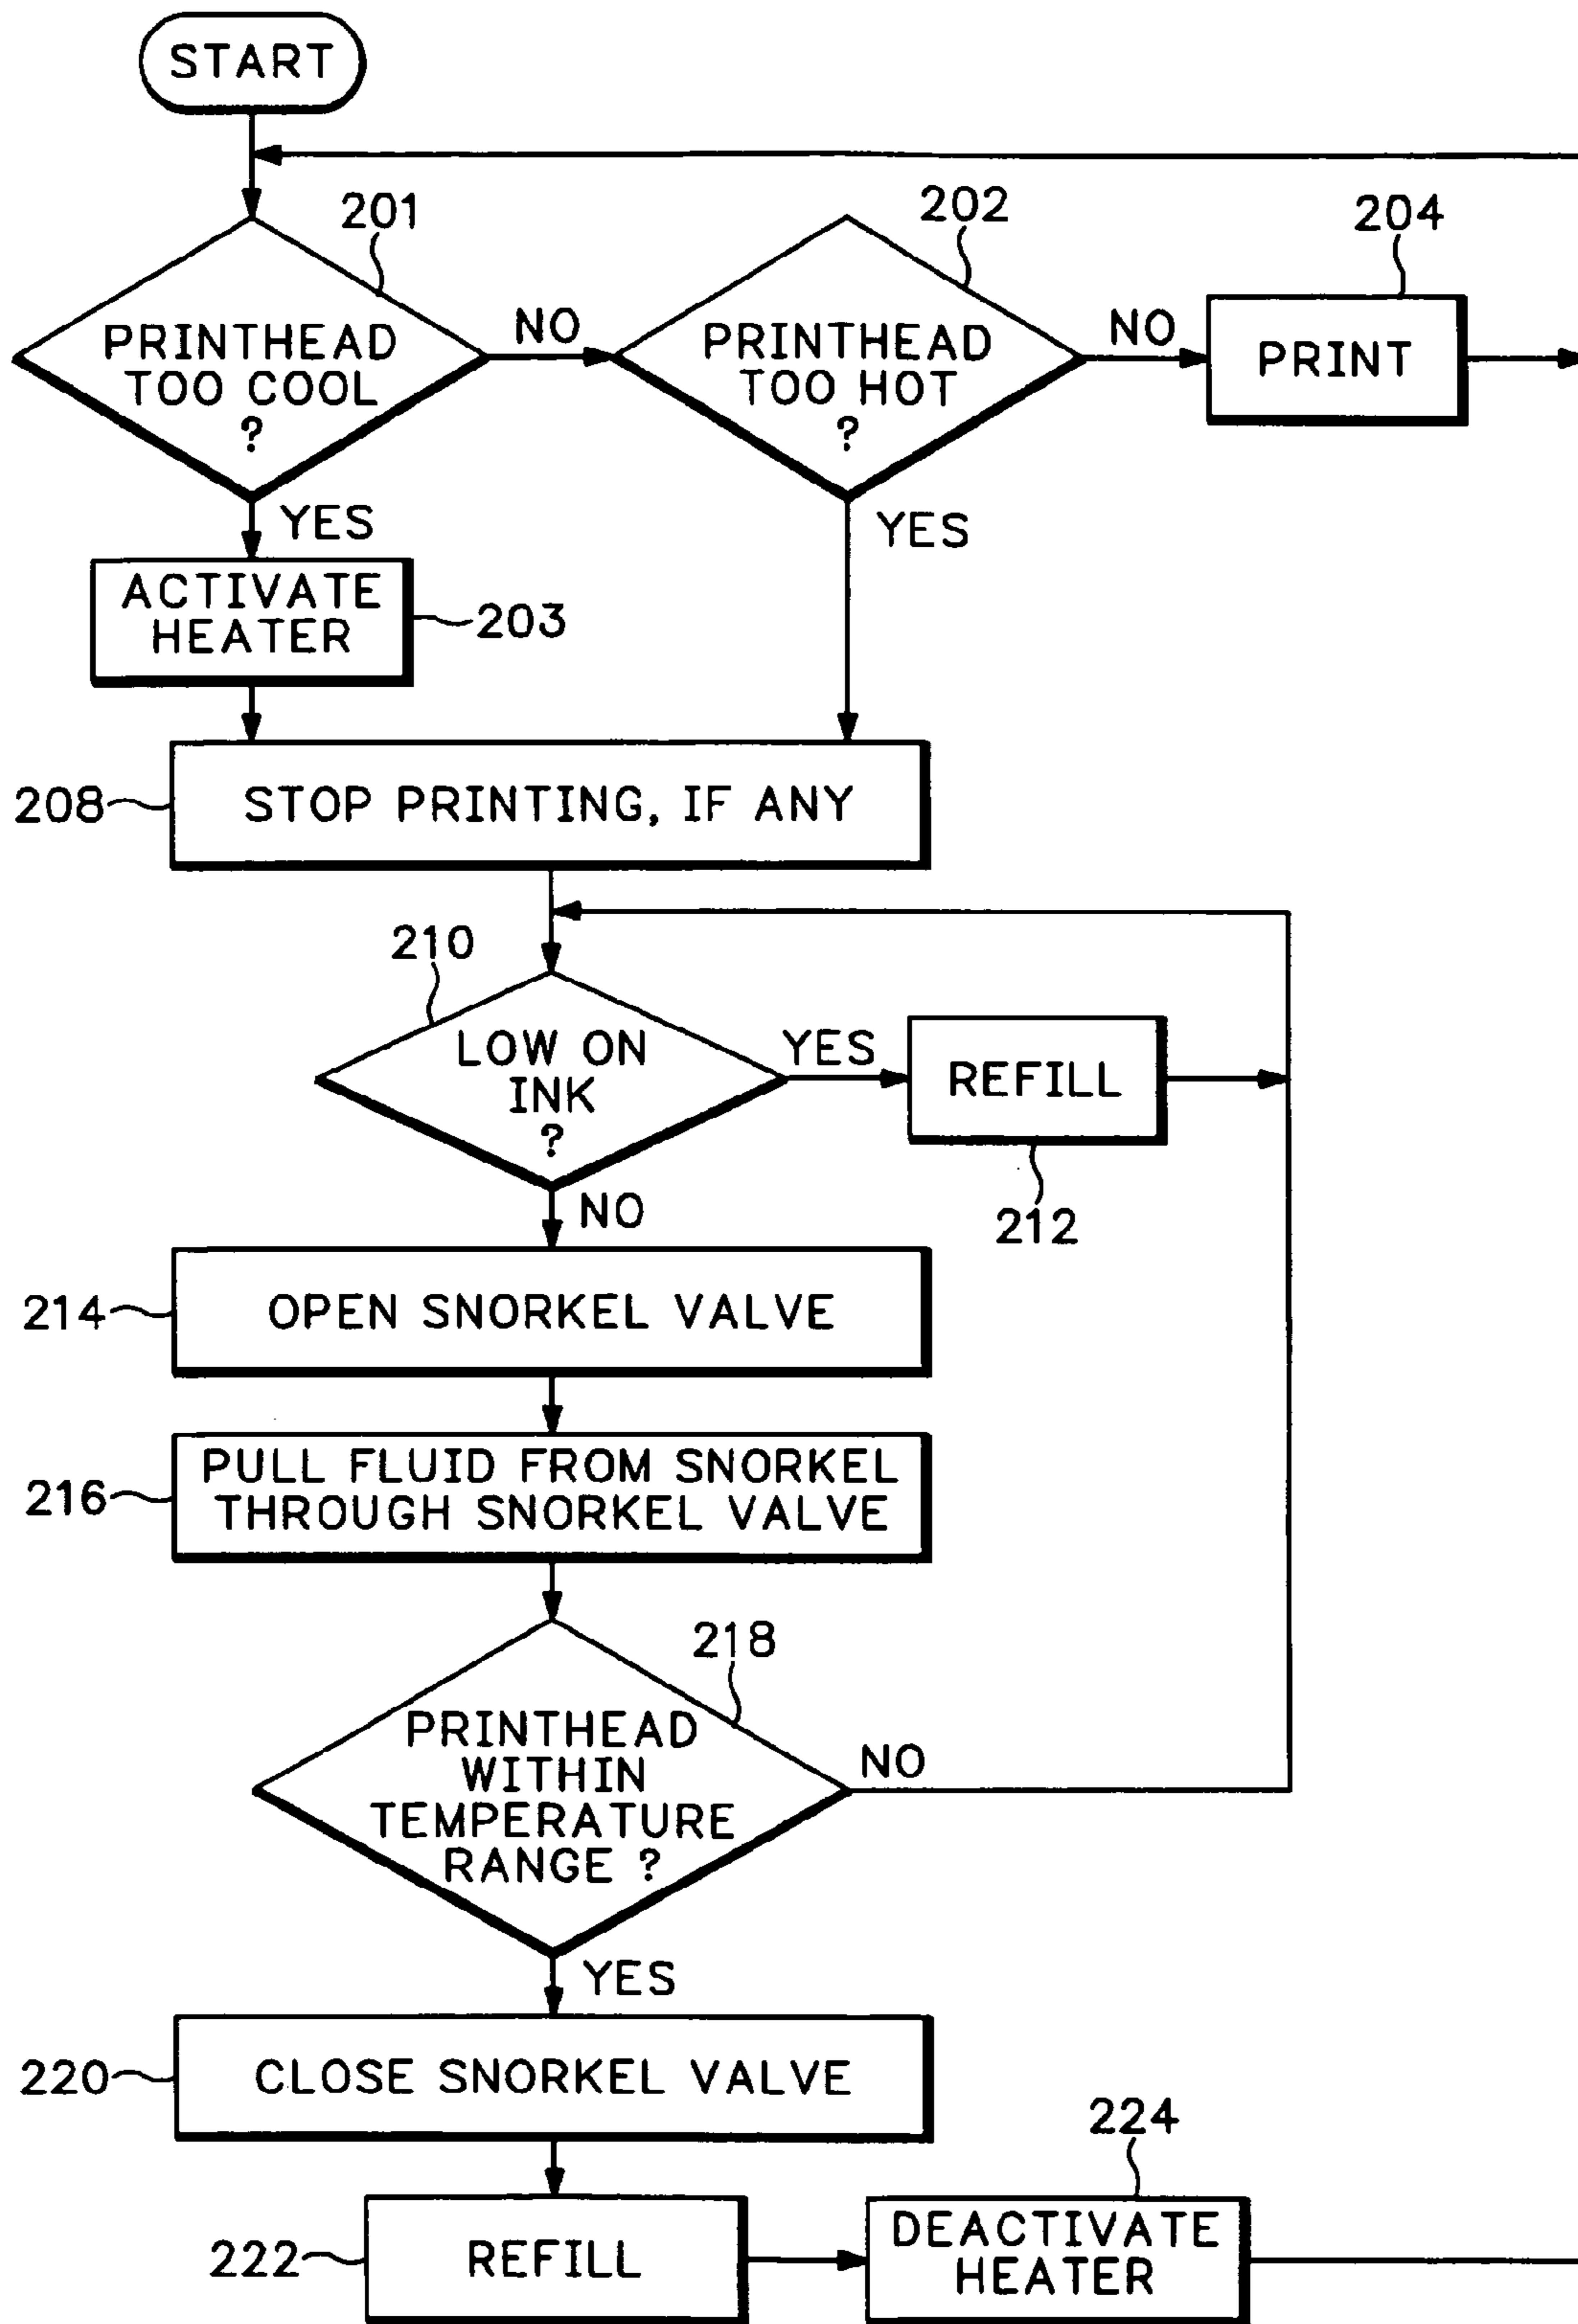 START
201
202
204
PRINTHEAD
TOO COOL
?
NO
PRINTHEAD
TOO HOT
?
NO
PRINT
YES
YES
ACTIVATE
HEATER
203
208
STOP PRINTING, IF ANY
210
LOW ON
INK
?
YES
REFILL
212
NO
214
OPEN SNORKEL VALVE
216
PULL FLUID FROM SNORKEL
THROUGH SNORKEL VALVE
218
PRINTHEAD
WITHIN
TEMPERATURE
RANGE ?
NO
YES
220
CLOSE SNORKEL VALVE
224
222
REFILL
DEACTIVATE
HEATER